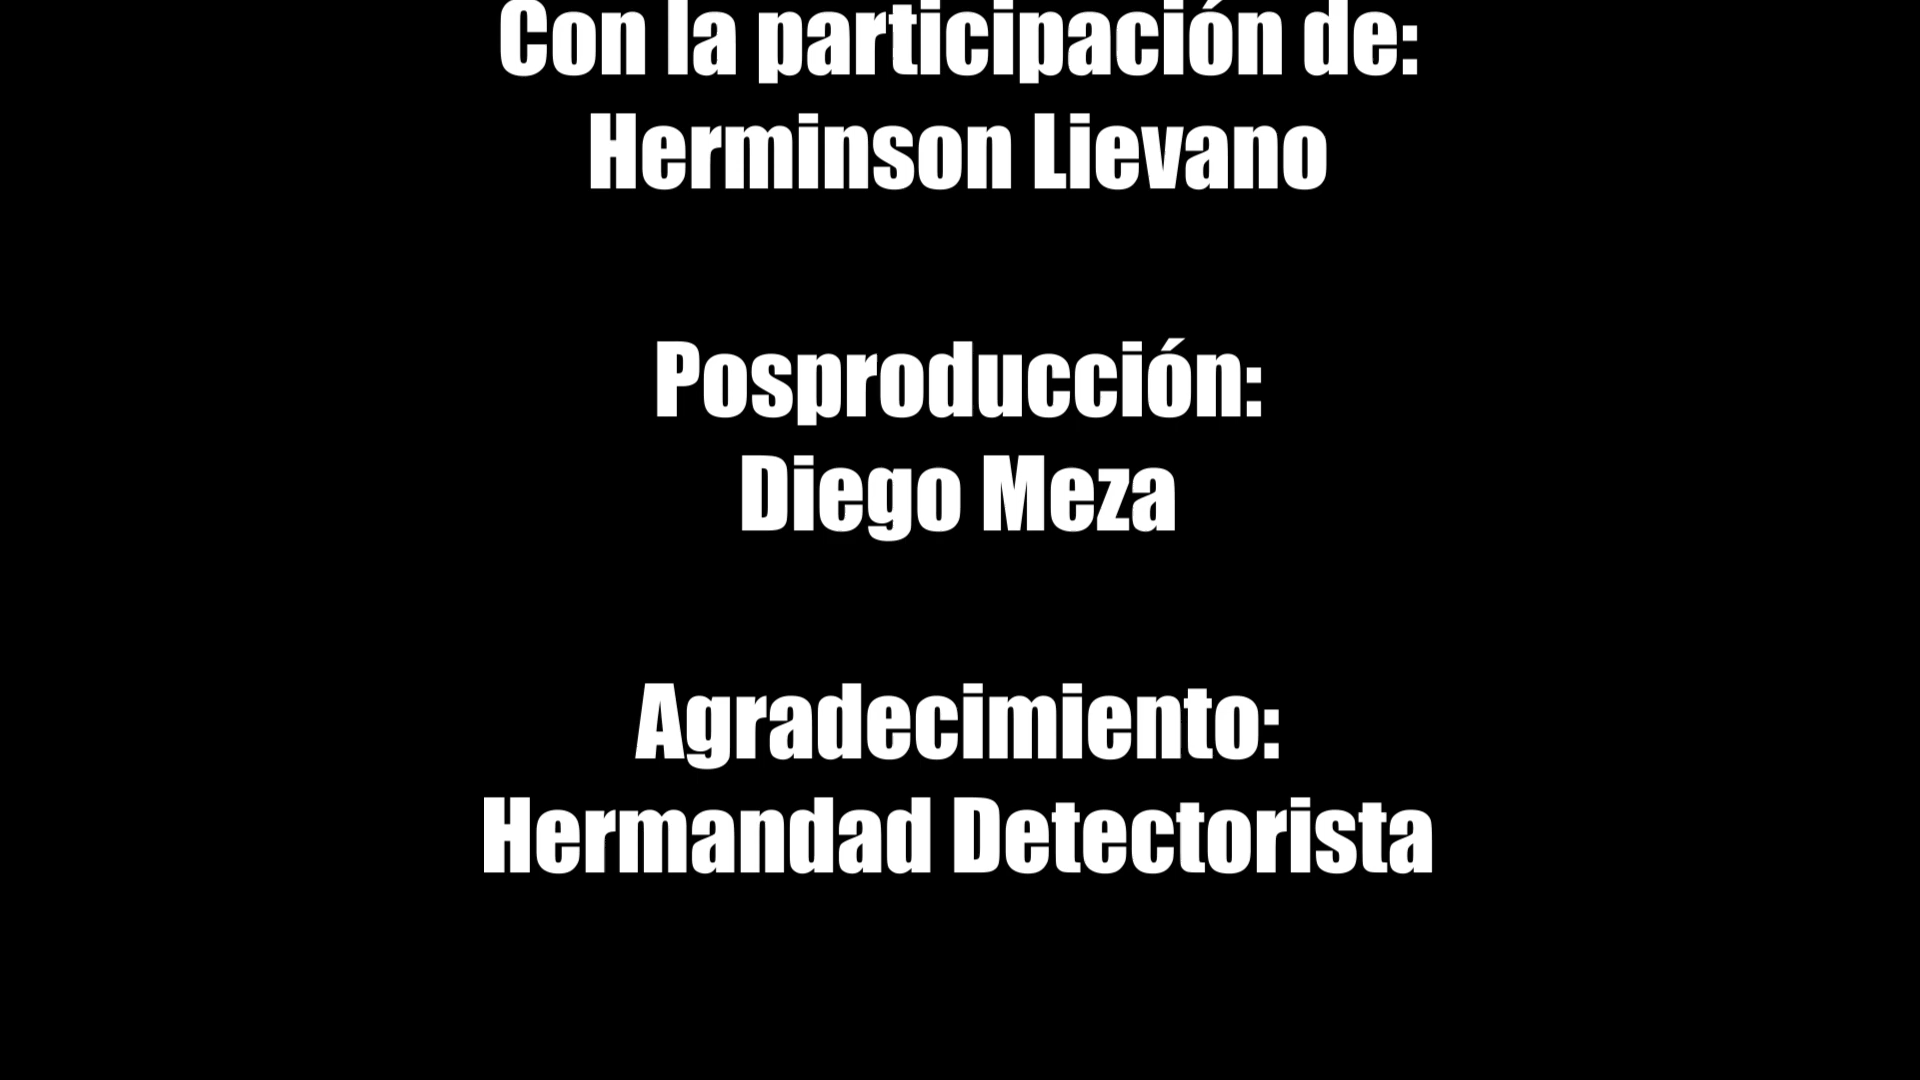 Con la participación de:
Herminson Lievano
Posproducción:
Diego Meza
Agradecimiento:
Hermandad Detectorista